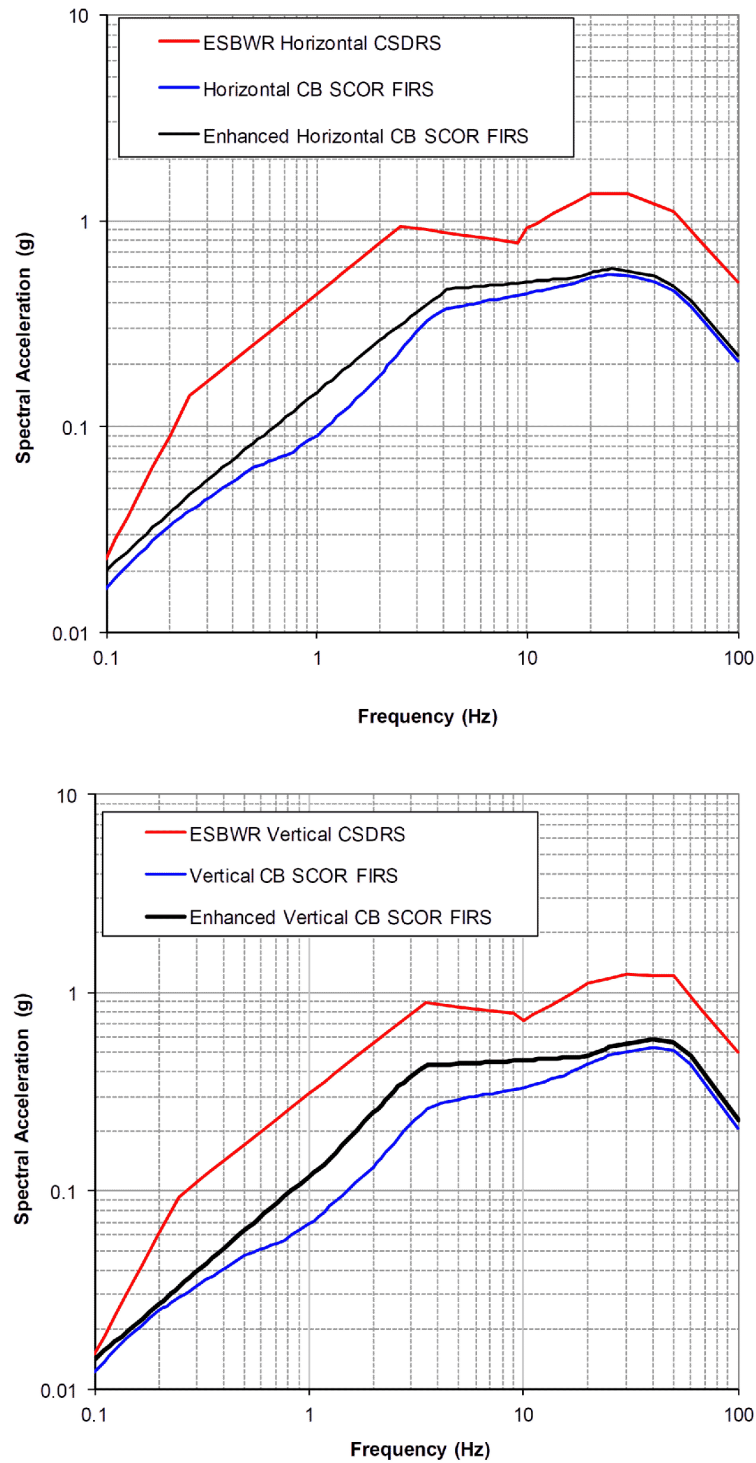 10
ESBWR Horizontal CSDRS
Horizontal CB SCOR FIRS
Enhanced Horizontal CB SCOR FIRS
1
0.1
0.01
0.1
1
10
100
Spectral Acceleration (g)
Frequency (Hz)
10
ESBWR Vertical CSDRS
Vertical CB SCOR FIRS
Enhanced Vertical CB SCOR FIRS
1
0.1
0.01
0.1
1
10
100
Spectral Acceleration (g)
Frequency (Hz)